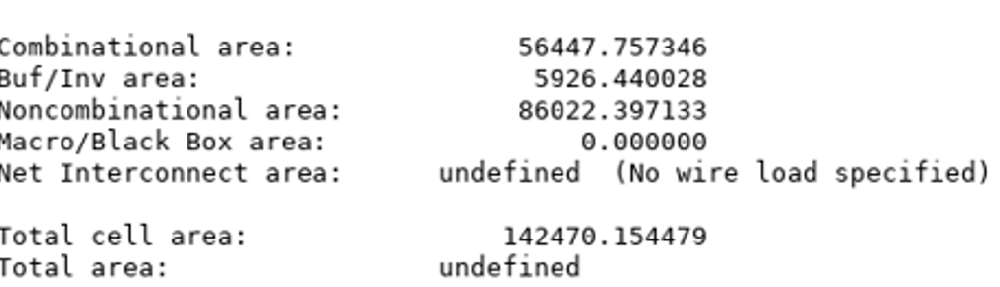 Combinational area: 56447.757346
Buf/Inv area: 5926.440028
Noncombinational area: 86022.397133
Macro/Black Box area: 0.000000
Net Interconnect area: undefined (No wire load specified)
Total cell area: 142470.154479
Total area: undefined